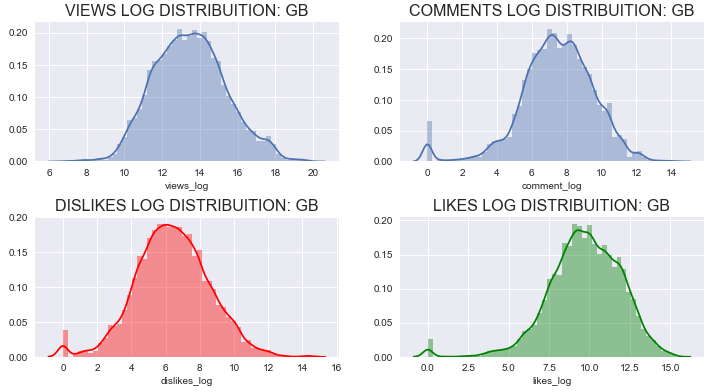 VIEWS LOG DISTRIBUITION: GB
0.20
0.15
0.10
0.05
0.00
6 8 10 12 14 16 18 20
views_log
COMMENTS LOG DISTRIBUITION: GB
0.20
0.15
0.10
0.05
0.00
0 2 4 6 8 10 12 14
comment_log
DISLIKES LOG DISTRIBUITION: GB
0.20
0.15
0.10
0.05
0.00
0 2 4 6 8 10 12 14 16
dislikes_log
LIKES LOG DISTRIBUITION: GB
0.20
0.15
0.10
0.05
0.00
0.0 2.5 5.0 7.5 10.0 12.5 15.0
likes_log